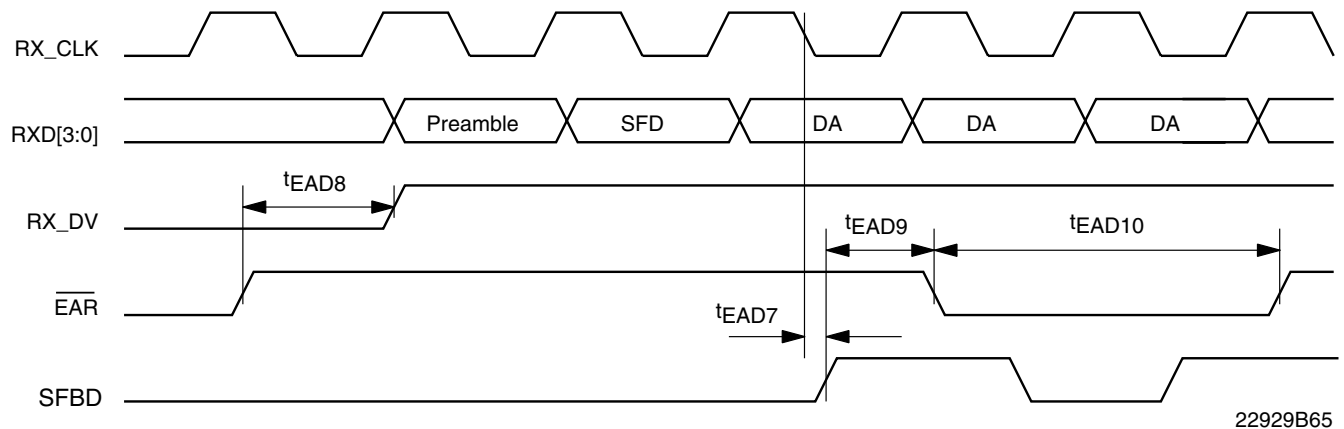 RX_CLK
RXD[3:0]
Preamble SFD DA DA DA
tEAD8
RX_DV
tEAD9 tEAD10
EAR
tEAD7
SFBD
22929B65